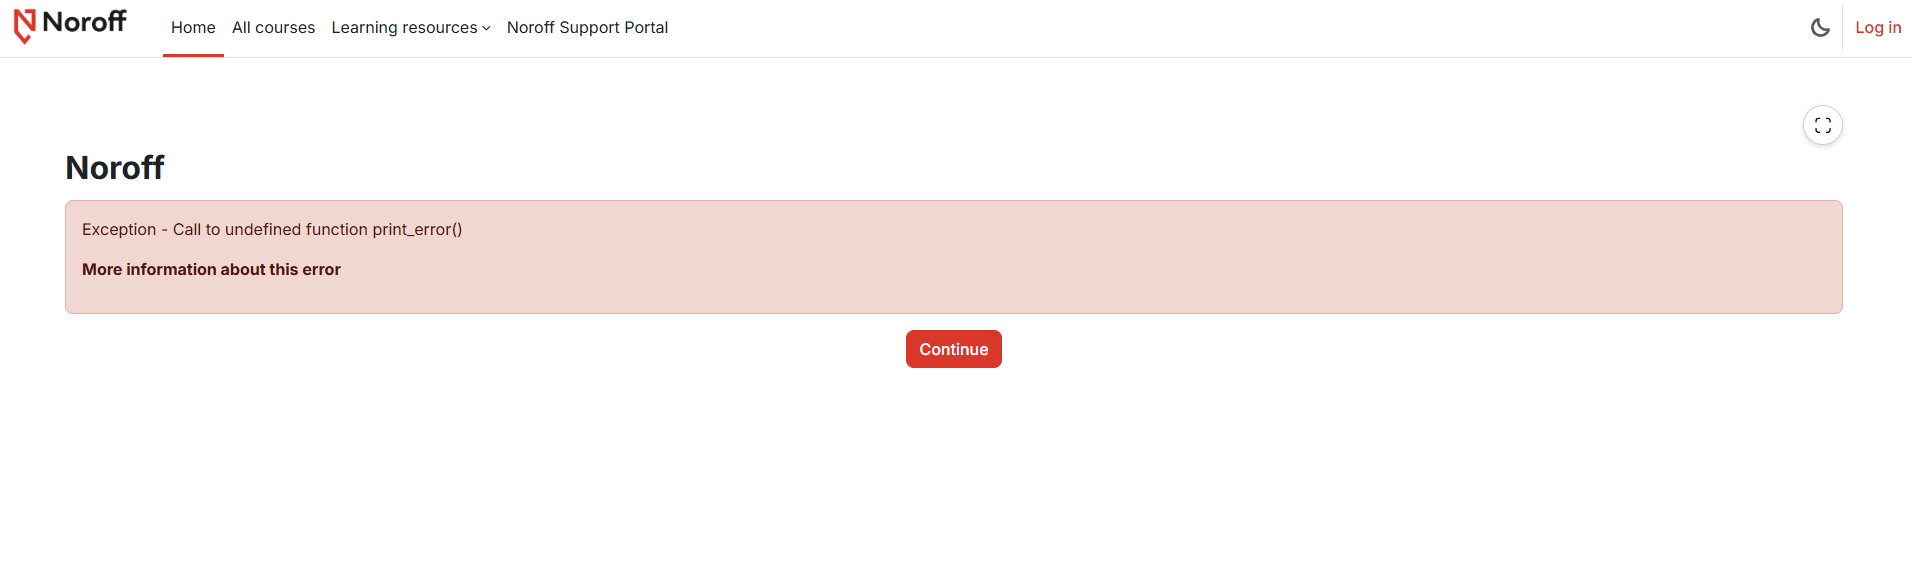 Noroff
Home All courses Learning resources Noroff Support Portal
Log in
Noroff
Exception - Call to undefined function print_error()
More information about this error
Continue